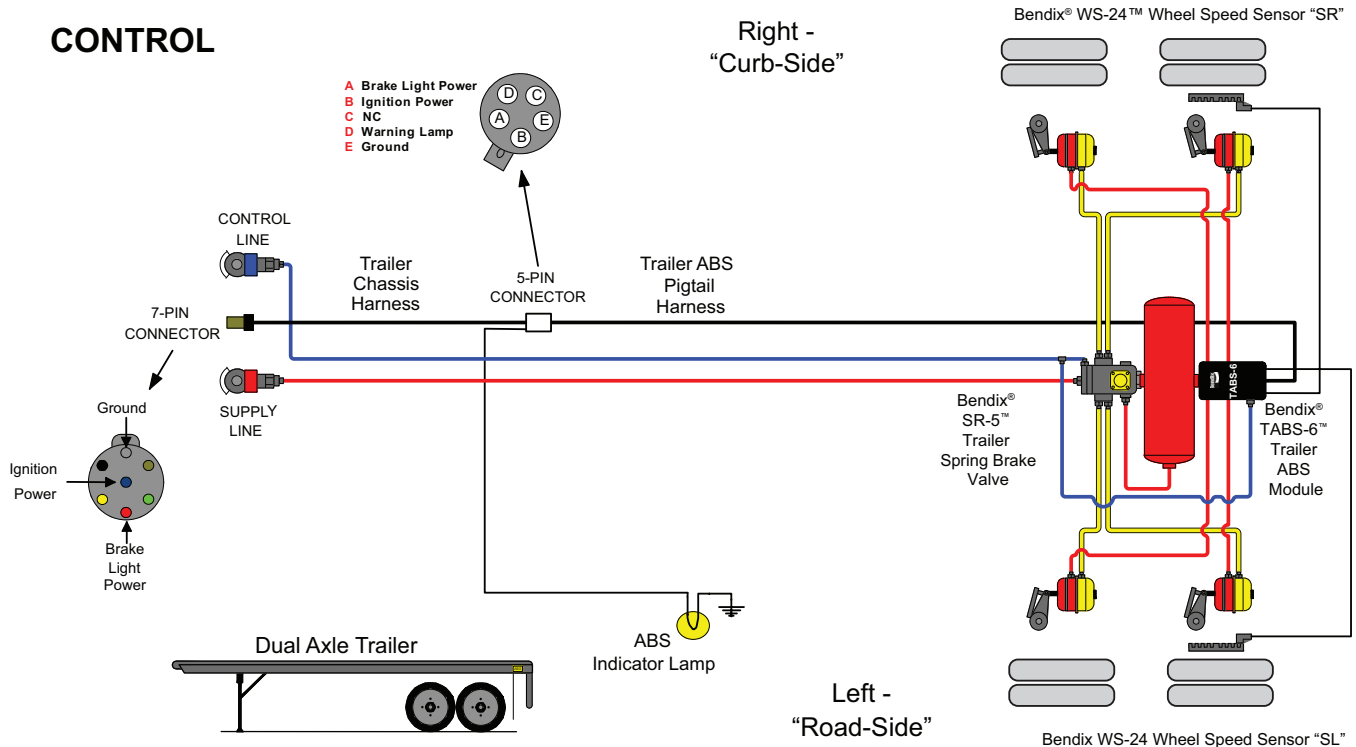 CONTROL
Right -
“Curb-Side”
Bendix® WS-24™ Wheel Speed Sensor “SR”
A Brake Light Power
B Ignition Power
C NC
D Warning Lamp
E Ground
D
C
A
E
B
CONTROL
LINE
Trailer
Chassis
Harness
5-PIN
CONNECTOR
Trailer ABS
Pigtail
Harness
7-PIN
CONNECTOR
SUPPLY
LINE
Ground
Ignition
Power
Brake
Light
Power
Bendix®
SR-5™
Trailer
Spring Brake
Valve
TABS-6
Bendix®
TABS-6™
Trailer
ABS
Module
ABS
Indicator Lamp
Dual Axle Trailer
Left -
“Road-Side”
Bendix WS-24 Wheel Speed Sensor “SL”